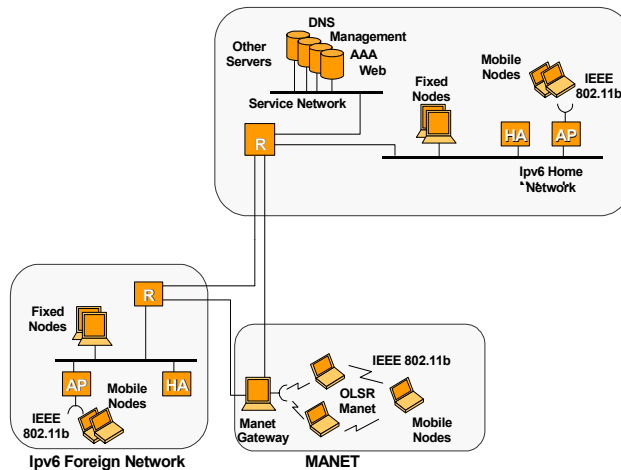 DNS
Management
Other
Servers
AAA
Web
Service Network
Fixed
Nodes
Mobile
Nodes
IEEE
802.11b
R
HA
AP
Ipv6 Home
Network
R
Fixed
Nodes
AP
HA
Mobile
Nodes
IEEE
802.11b
Ipv6 Foreign Network
IEEE 802.11b
OLSR
Manet
Manet
Gateway
Mobile
Nodes
MANET